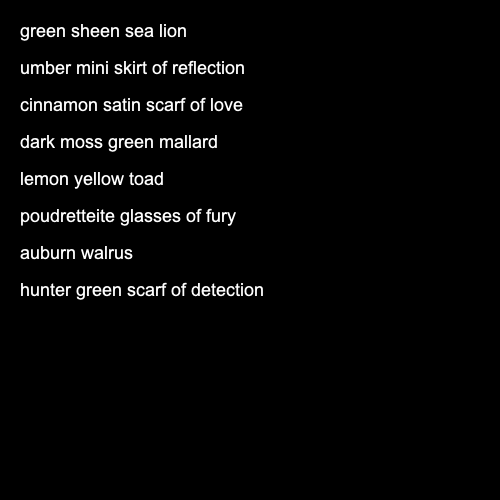 green sheen sea lion
umber mini skirt of reflection
cinnamon satin scarf of love
dark moss green mallard
lemon yellow toad
poudretteite glasses of fury
auburn walrus
hunter green scarf of detection